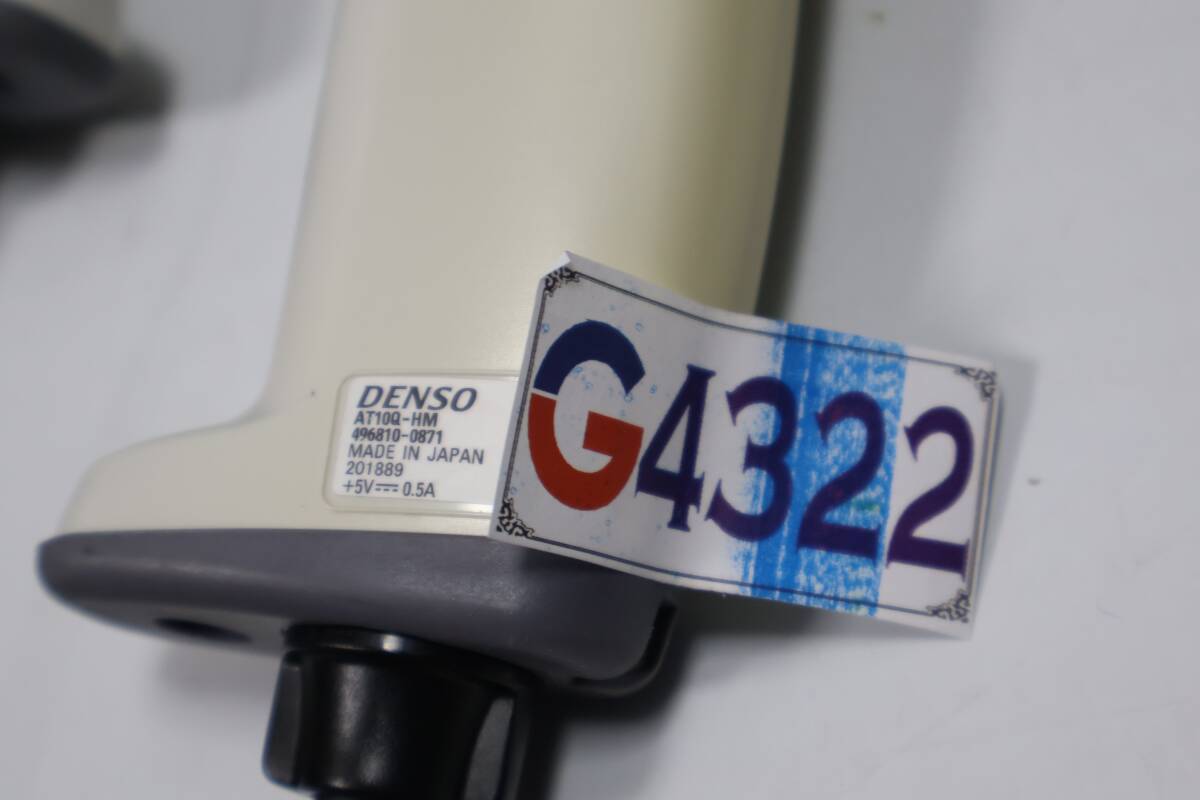 DENSO
AT10Q-HM
496810-0871
MADE IN JAPAN
201889
+5V⎓0.5A
G4322